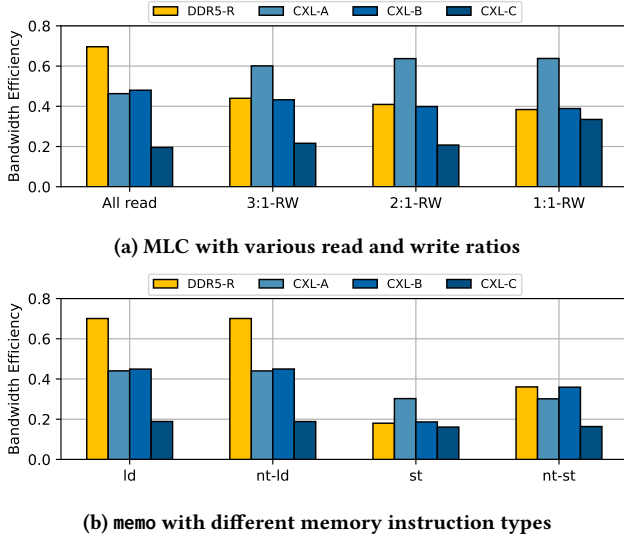 DDR5-R CXL-A CXL-B CXL-C
Bandwidth Efficiency
0.8
0.6
0.4
0.2
0.0
All read 3:1-RW 2:1-RW 1:1-RW
(a) MLC with various read and write ratios
DDR5-R CXL-A CXL-B CXL-C
Bandwidth Efficiency
0.8
0.6
0.4
0.2
0.0
ld nt-ld st nt-st
(b) memo with different memory instruction types